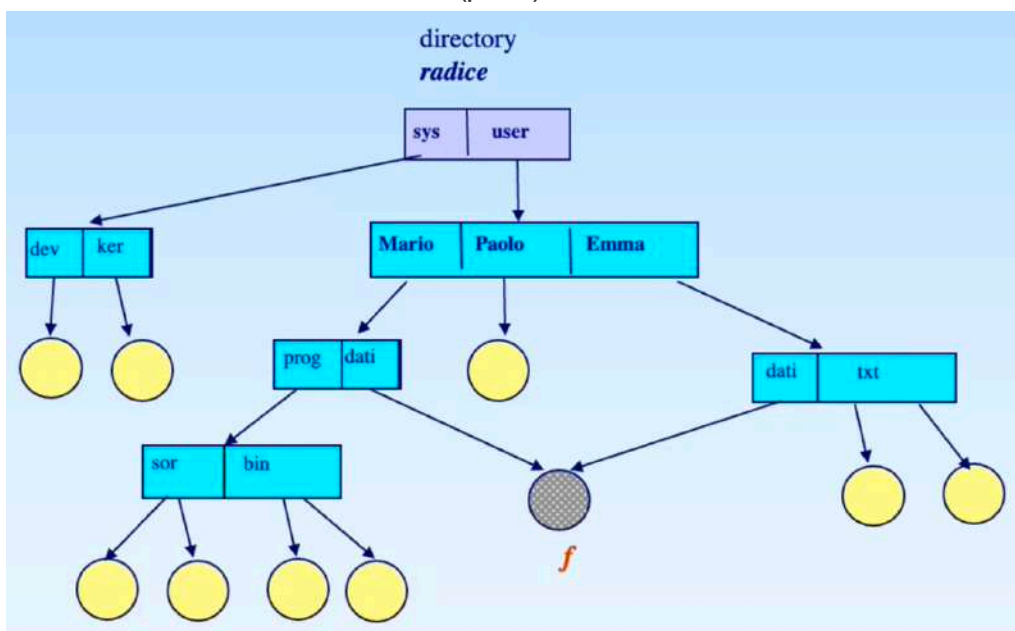 directory
radice
sys user
dev ker
Mario Paolo Emma
prog dati
dati txt
sor bin
f